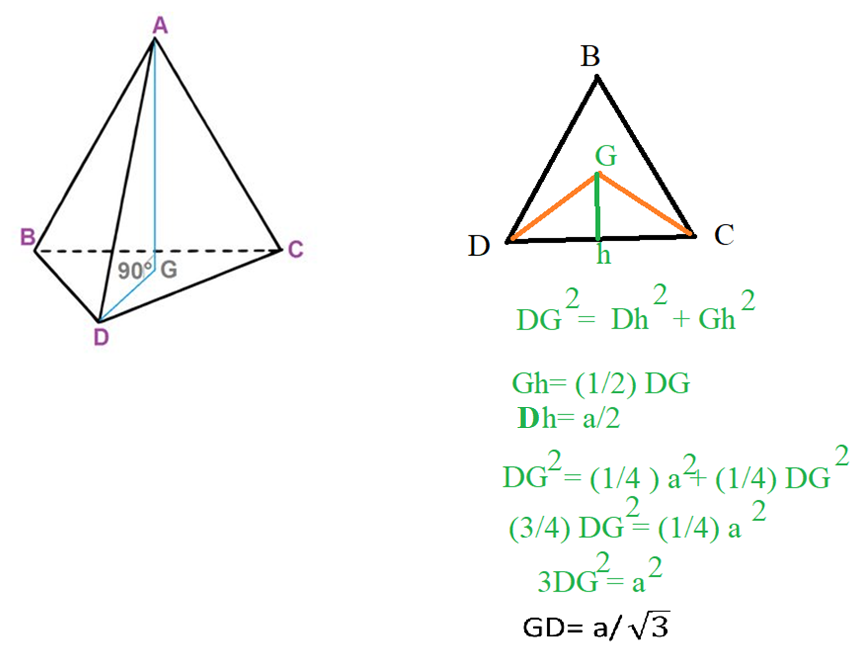 A
B
C
90° G
D
B
G
D
C
h
DG² = Dh² + Gh²
Gh= (1/2) DG
Dh= a/2
DG² = (1/4 ) a² + (1/4) DG²
(3/4) DG² = (1/4) a²
3DG² = a²
GD= a/ √3